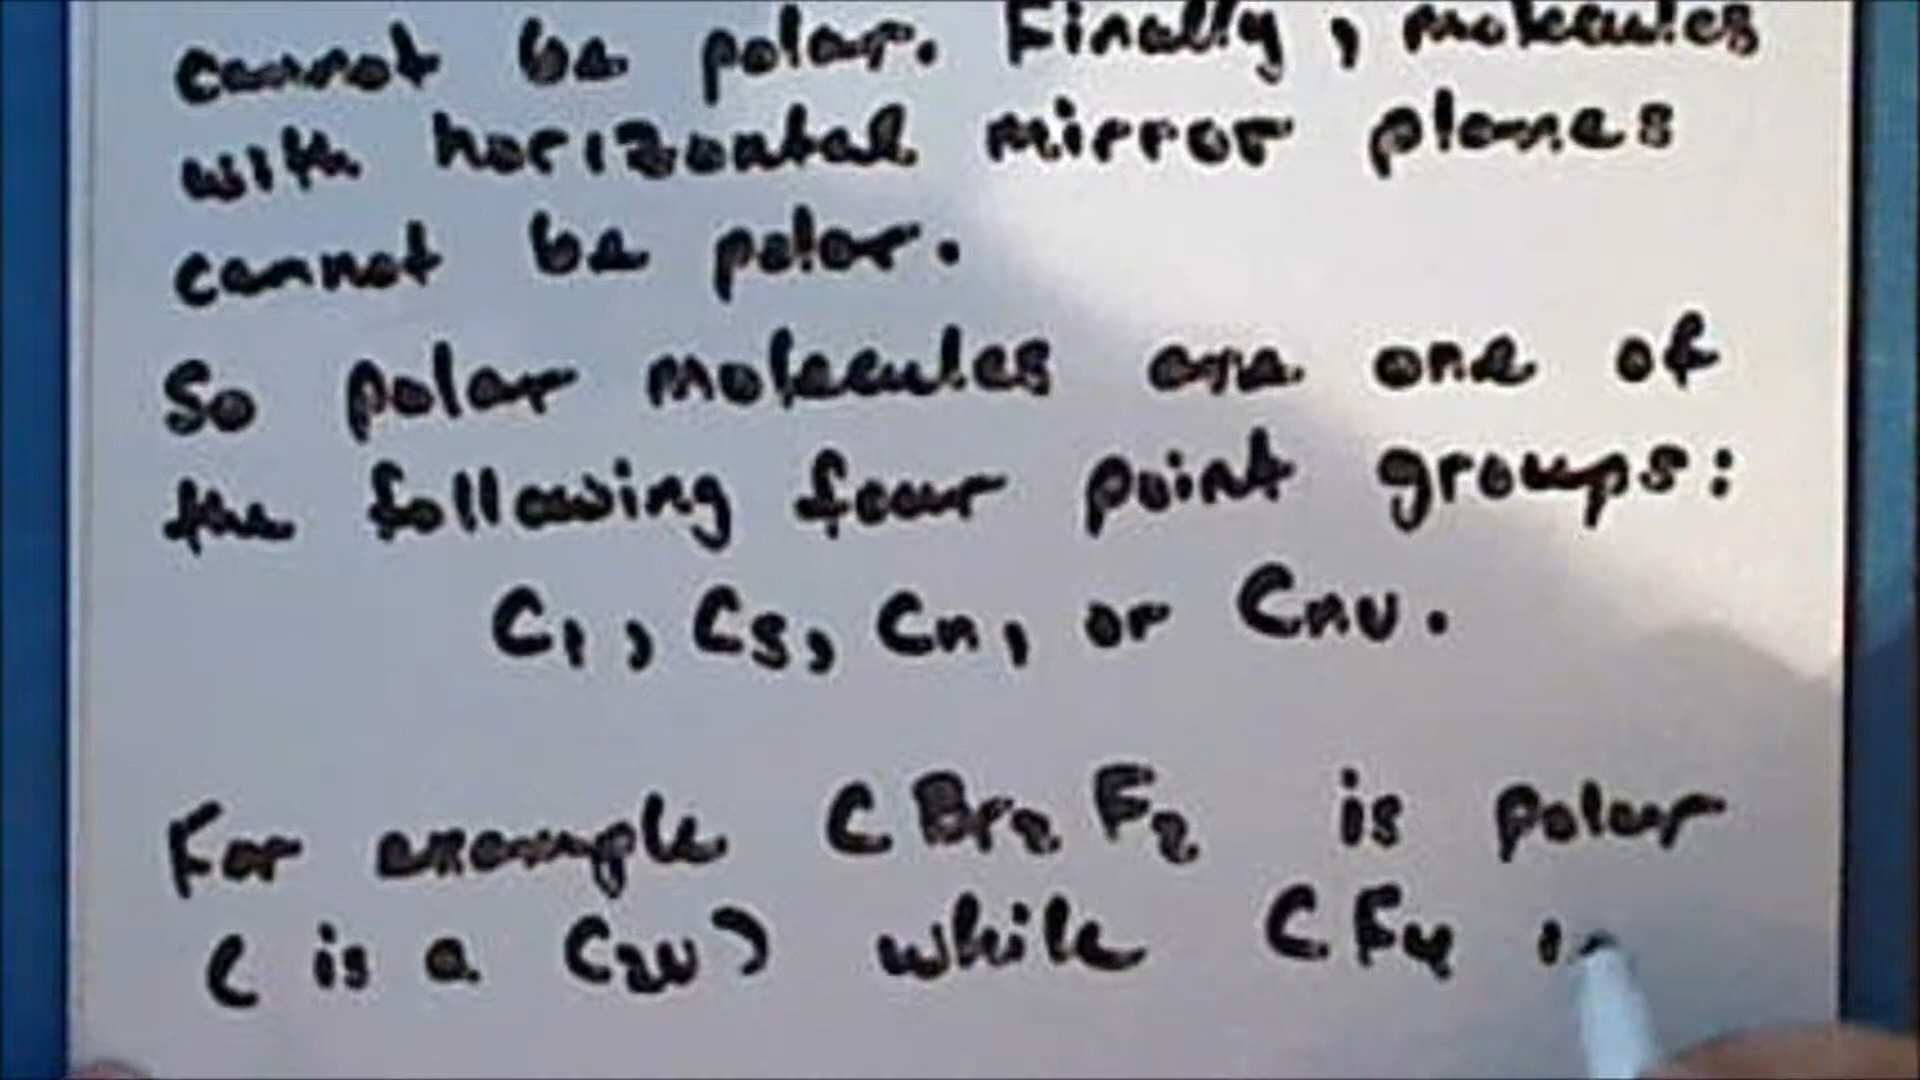 cannot be polar. Finally, molecules
with horizontal mirror planes
cannot be polar.
So polar molecules are one of
the following four point groups:
C1, Cs, Cn, or Cnv.
For example CBr2F2 is polar
(is a C2v) while CF4